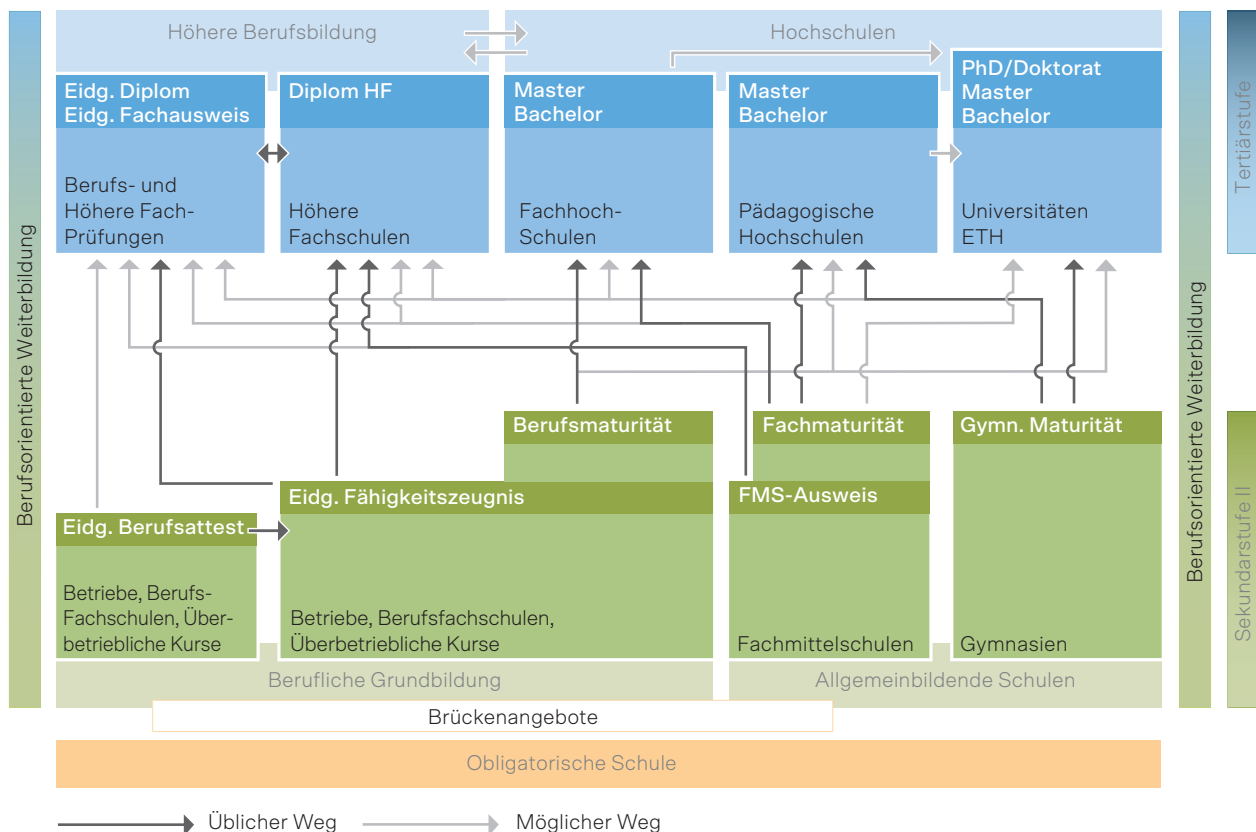 Höhere Berufsbildung
Hochschulen
Eidg. Diplom
Eidg. Fachausweis
Diplom HF
Master
Bachelor
Master
Bachelor
PhD/Doktorat
Master
Bachelor
Berufs- und
Höhere Fach-
Prüfungen
Höhere
Fachschulen
Fachhoch-
Schulen
Pädagogische
Hochschulen
Universitäten
ETH
Berufsorientierte Weiterbildung
Berufsorientierte Weiterbildung
Tertiärstufe
Sekundarstufe II
Berufsmaturität
Fachmaturität
Gymn. Maturität
Eidg. Fähigkeitszeugnis
FMS-Ausweis
Eidg. Berufsattest
Betriebe, Berufs-
Fachschulen, Über-
betriebliche Kurse
Betriebe, Berufsfachschulen,
Überbetriebliche Kurse
Fachmittelschulen
Gymnasien
Berufliche Grundbildung
Allgemeinbildende Schulen
Brückenangebote
Obligatorische Schule
Üblicher Weg
Möglicher Weg